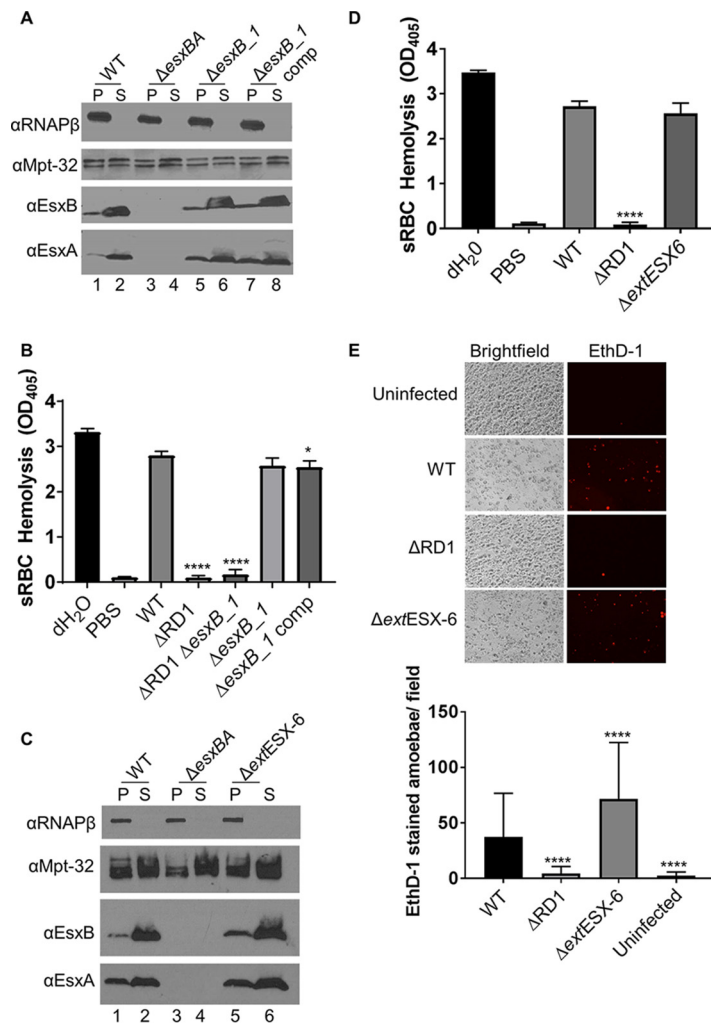 A
WT
ΔesxBA
ΔesxB_1
ΔesxB_1
comp
P S P S P S P S
αRNAPβ
αMpt-32
αEsxB
αEsxA
1 2 3 4 5 6 7 8
B
sRBC Hemolysis (OD405)
4
3
2
1
0
****
****
*
dH2O
PBS
WT
ΔRD1
ΔRD1 ΔesxB_1
ΔesxB_1
ΔesxB_1 comp
C
WT
ΔesxBA
ΔextESX-6
P S P S P S
αRNAPβ
αMpt-32
αEsxB
αEsxA
1 2 3 4 5 6
D
sRBC Hemolysis (OD405)
4
3
2
1
0
****
dH20
PBS
WT
ΔRD1
ΔextESX6
E
Brightfield EthD-1
Uninfected
WT
ΔRD1
ΔextESX-6
EthD-1 stained amoebae/ field
150
100
50
0
****
****
****
WT
ΔRD1
ΔextESX-6
Uninfected